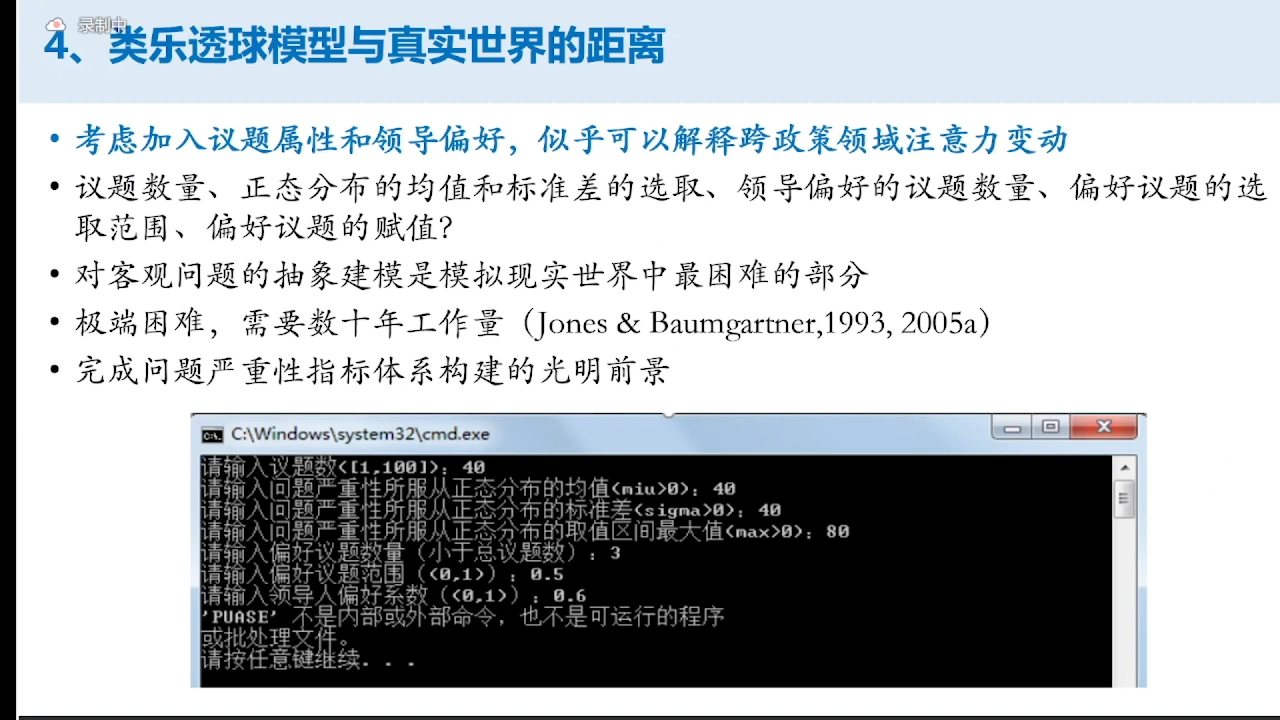 录制中
4、类乐透球模型与真实世界的距离
• 考虑加入议题属性和领导偏好，似乎可以解释跨政策领域注意力变动
• 议题数量、正态分布的均值和标准差的选取、领导偏好的议题数量、偏好议题的选
取范围、偏好议题的赋值？
• 对客观问题的抽象建模是模拟现实世界中最困难的部分
• 极端困难，需要数十年工作量（Jones & Baumgartner,1993, 2005a）
• 完成问题严重性指标体系构建的光明前景
C:\Windows\system32\cmd.exe
请输入议题数([1,100]): 40
请输入问题严重性所服从正态分布的均值(miu>0): 40
请输入问题严重性所服从正态分布的标准差(sigma>0): 40
请输入问题严重性所服从正态分布的取值区间最大值(max>0): 80
请输入偏好议题数量（小于总议题数）: 3
请输入偏好议题范围（(0,1)）: 0.5
请输入领导人偏好系数（(0,1)）: 0.6
'PUASE' 不是内部或外部命令，也不是可运行的程序
或批处理文件。
请按任意键继续. . .